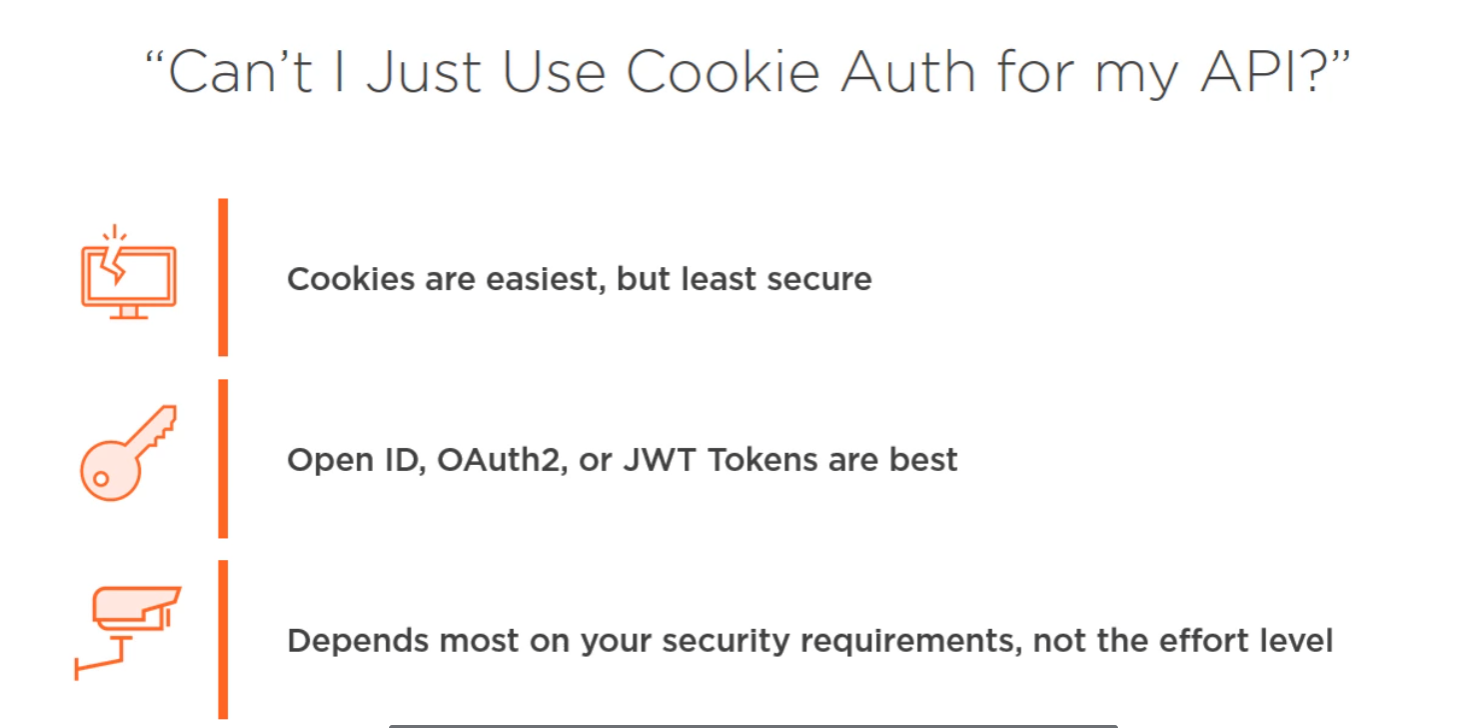 “Can’t I Just Use Cookie Auth for my API?”
Cookies are easiest, but least secure
Open ID, OAuth2, or JWT Tokens are best
Depends most on your security requirements, not the effort level